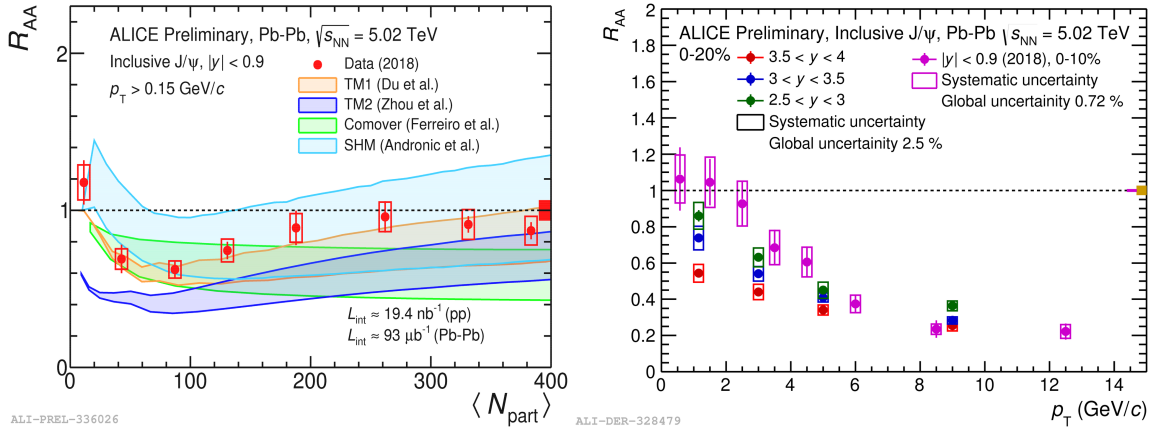 R_AA
ALICE Preliminary, Pb-Pb, √s_NN = 5.02 TeV
Inclusive J/ψ, |y| < 0.9
p_T > 0.15 GeV/c
Data (2018)
TM1 (Du et al.)
TM2 (Zhou et al.)
Comover (Ferreiro et al.)
SHM (Andronic et al.)
2
1
0
L_int ≈ 19.4 nb⁻¹ (pp)
L_int ≈ 93 μb⁻¹ (Pb-Pb)
0 100 200 300 400
⟨ N_part ⟩
ALI-PREL-336026
R_AA
ALICE Preliminary, Inclusive J/ψ, Pb-Pb √s_NN = 5.02 TeV
0-20%
3.5 < y < 4
3 < y < 3.5
2.5 < y < 3
Systematic uncertainty
Global uncertainity 2.5 %
|y| < 0.9 (2018), 0-10%
Systematic uncertainty
Global uncertainty 0.72 %
2
1.8
1.6
1.4
1.2
1
0.8
0.6
0.4
0.2
0
0 2 4 6 8 10 12 14
p_T (GeV/c)
ALI-DER-328479